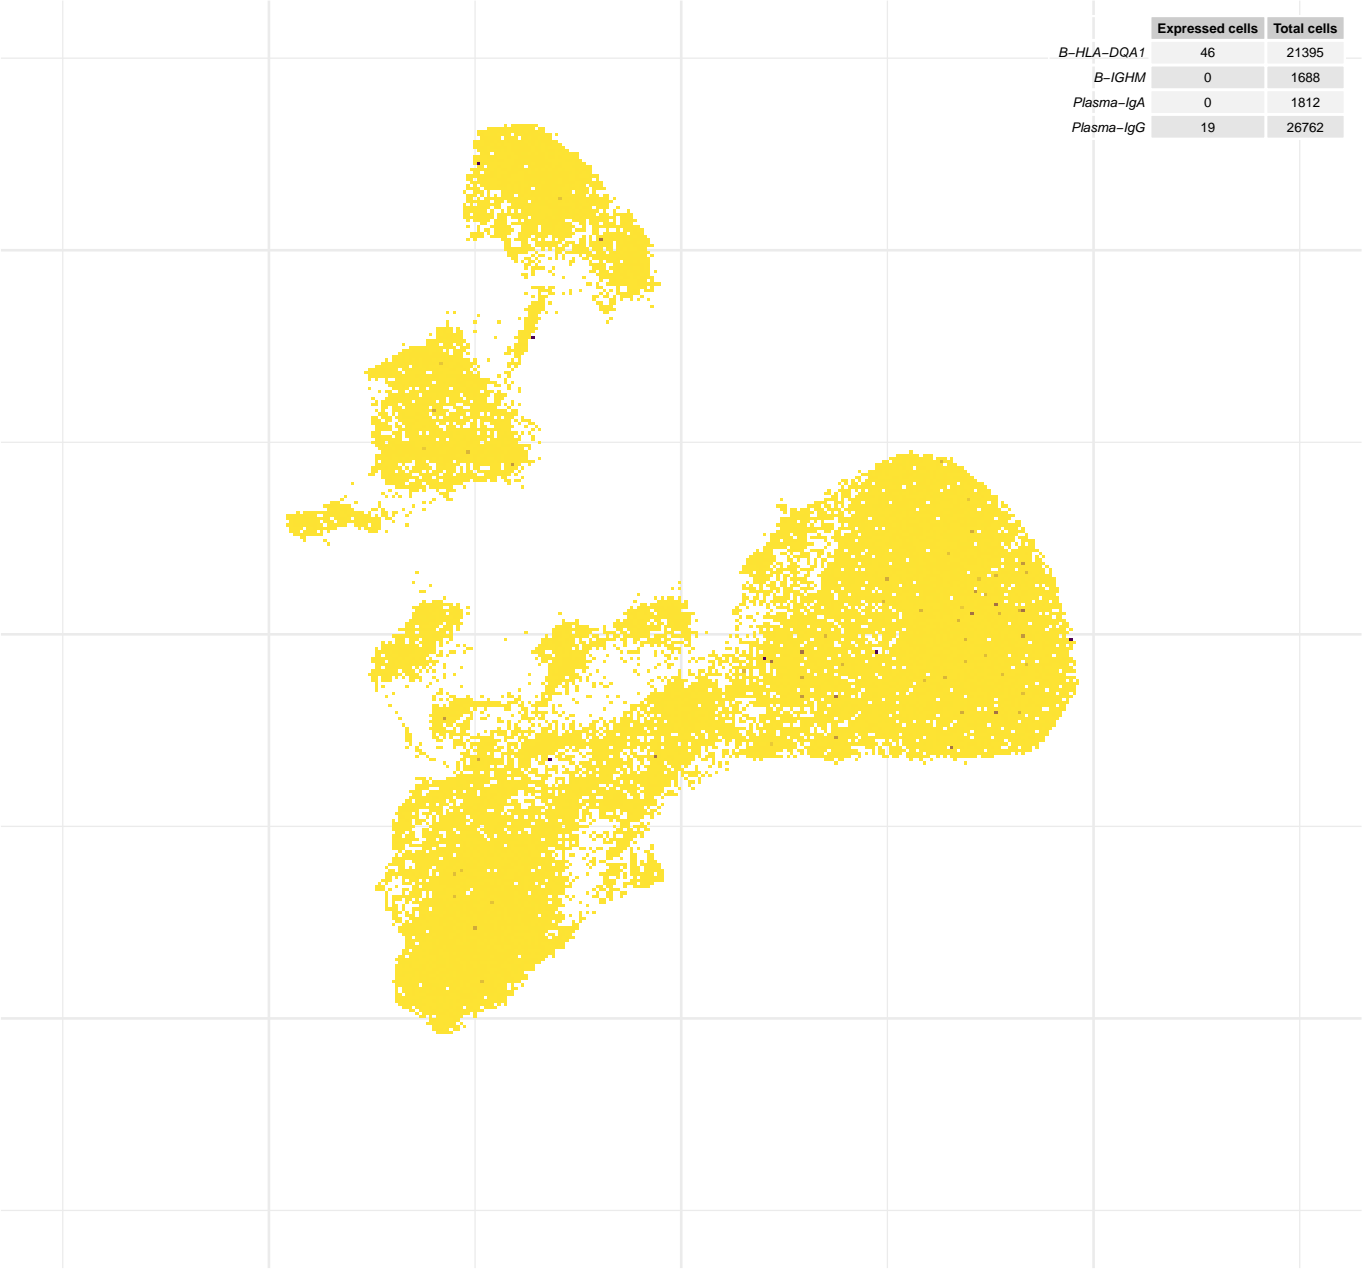 Expressed cells Total cells
B−HLA−DQA1 46 21395
B−IGHM 0 1688
Plasma−IgA 0 1812
Plasma−IgG 19 26762